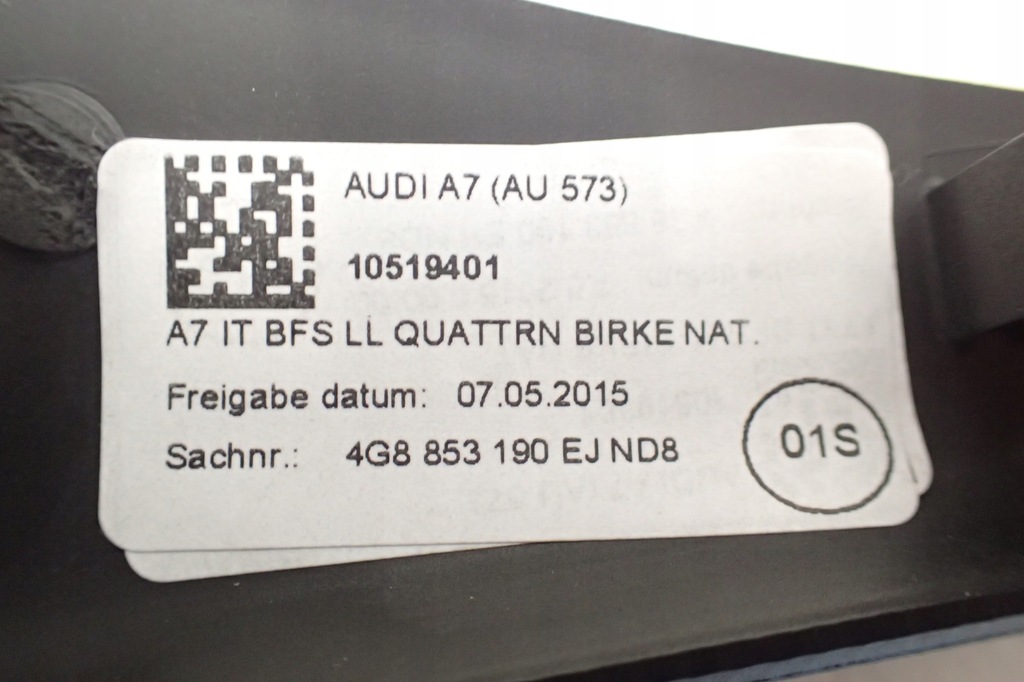 AUDI A7 (AU 573)
10519401
A7 IT BFS LL QUATTRN BIRKE NAT.
Freigabe datum: 07.05.2015
Sachnr.: 4G8 853 190 EJ ND8
01S